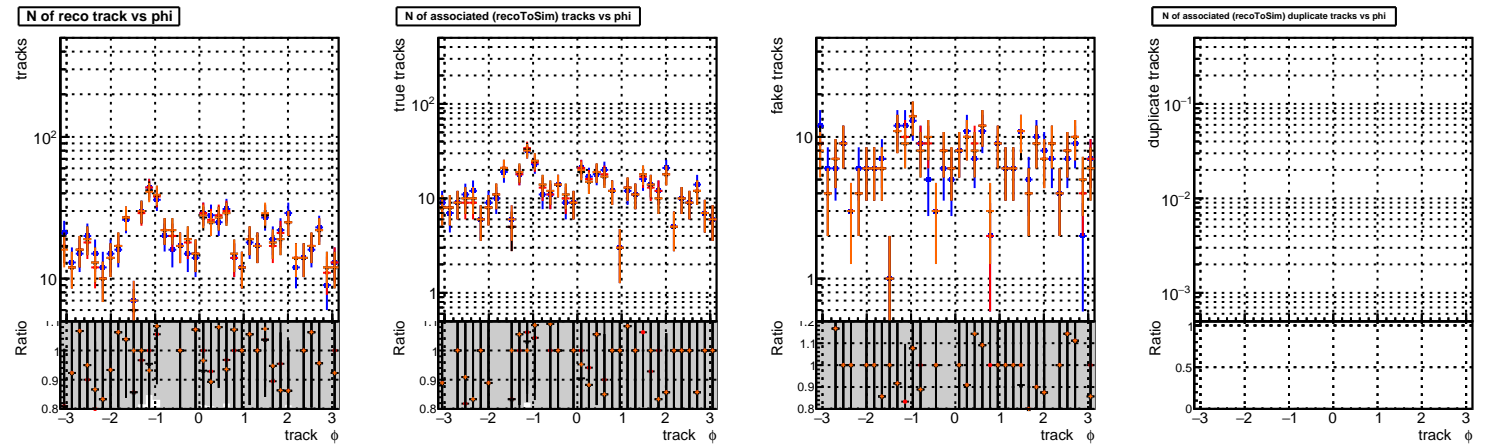 N of reco track vs phi
tracks
10²
10
Ratio
1.1
1
0.9
0.8
−3 −2 −1 0 1 2 3
track ϕ
N of associated (recoToSim) tracks vs phi
true tracks
10²
10
1
Ratio
1.1
1
0.9
0.8
−3 −2 −1 0 1 2 3
track ϕ
fake tracks
10
1
Ratio
1.2
1.1
1
0.9
0.8
−3 −2 −1 0 1 2 3
track ϕ
N of associated (recoToSim) duplicate tracks vs phi
duplicate tracks
10⁻¹
10⁻²
10⁻³
Ratio
1
0.5
0
−3 −2 −1 0 1 2 3
track ϕ